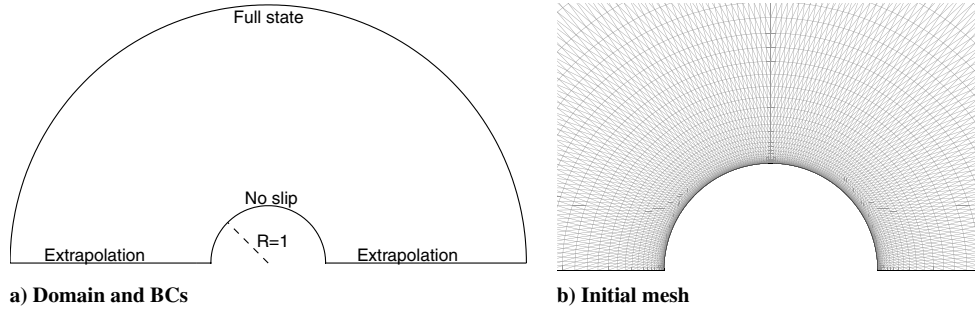 Full state
No slip
R=1
Extrapolation
Extrapolation
a) Domain and BCs
b) Initial mesh